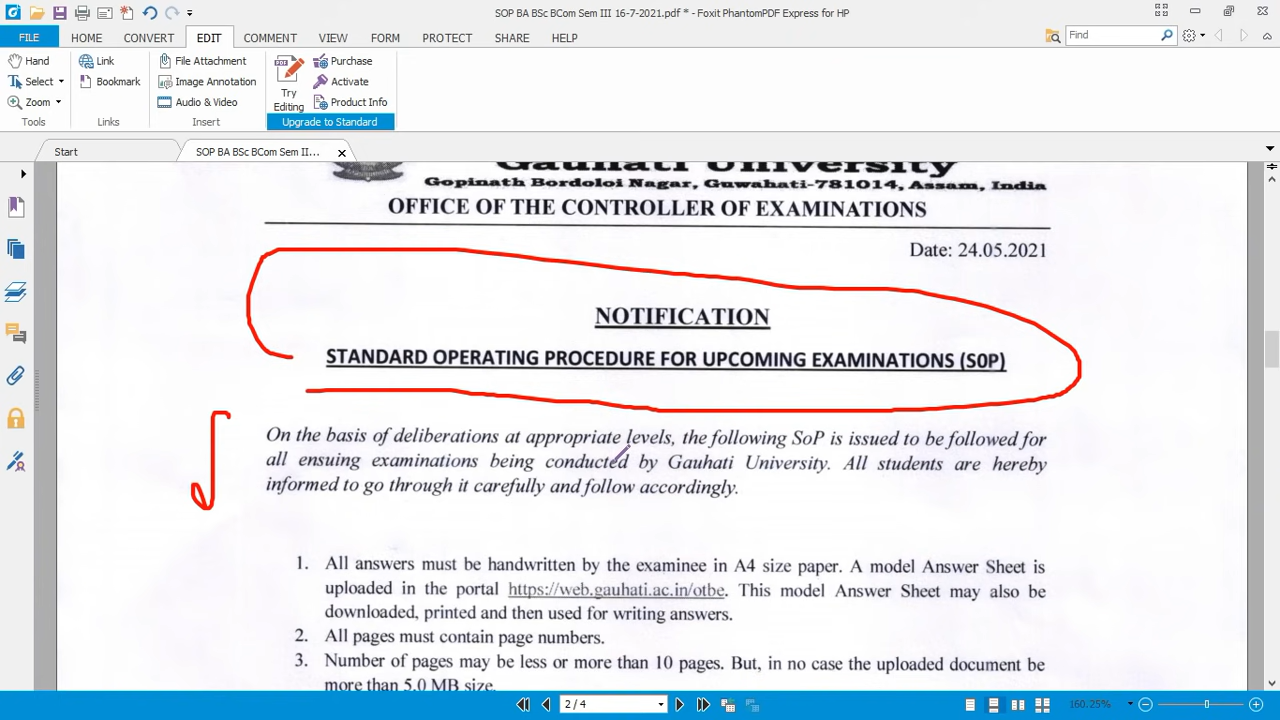 SOP BA BSc BCom Sem III 16-7-2021.pdf * - Foxit PhantomPDF Express for HP
FILE HOME CONVERT EDIT COMMENT VIEW FORM PROTECT SHARE HELP
Find
Hand
Select
Zoom
Tools
Link
Bookmark
Links
File Attachment
Image Annotation
Audio & Video
Insert
Try
Editing
Purchase
Activate
Product Info
Upgrade to Standard
Start
SOP BA BSc BCom Sem II...
Gauhati University
Gopinath Bordoloi Nagar, Guwahati-781014, Assam, India
OFFICE OF THE CONTROLLER OF EXAMINATIONS
Date: 24.05.2021
NOTIFICATION
STANDARD OPERATING PROCEDURE FOR UPCOMING EXAMINATIONS (SOP)
On the basis of deliberations at appropriate levels, the following SoP is issued to be followed for
all ensuing examinations being conducted by Gauhati University. All students are hereby
informed to go through it carefully and follow accordingly.
1. All answers must be handwritten by the examinee in A4 size paper. A model Answer Sheet is
uploaded in the portal https://web.gauhati.ac.in/otbe. This model Answer Sheet may also be
downloaded, printed and then used for writing answers.
2. All pages must contain page numbers.
3. Number of pages may be less or more than 10 pages. But, in no case the uploaded document be
more than 5.0 MB size.
2 / 4
160.25%